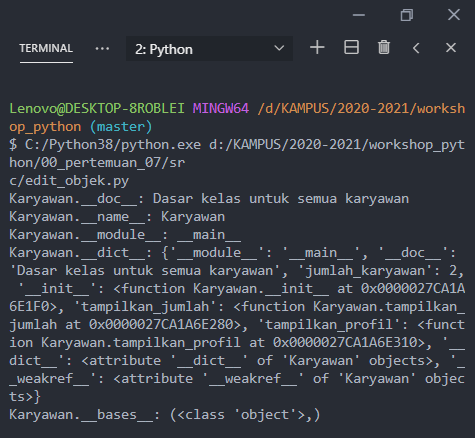 TERMINAL ... 2: Python
Lenovo@DESKTOP-8ROBLEI MINGW64 /d/KAMPUS/2020-2021/worksh
op_python (master)
$ C:/Python38/python.exe d:/KAMPUS/2020-2021/workshop_pyt
hon/00_pertemuan_07/sr
c/edit_objek.py
Karyawan.__doc__: Dasar kelas untuk semua karyawan
Karyawan.__name__: Karyawan
Karyawan.__module__: __main__
Karyawan.__dict__: {'__module__': '__main__', '__doc__':
'Dasar kelas untuk semua karyawan', 'jumlah_karyawan': 2,
'__init__': <function Karyawan.__init__ at 0x0000027CA1A
6E1F0>, 'tampilkan_jumlah': <function Karyawan.tampilkan_
jumlah at 0x0000027CA1A6E280>, 'tampilkan_profil': <funct
ion Karyawan.tampilkan_profil at 0x0000027CA1A6E310>, '__
dict__': <attribute '__dict__' of 'Karyawan' objects>, '_
_weakref__': <attribute '__weakref__' of 'Karyawan' objec
ts>}
Karyawan.__bases__: (<class 'object'>,)